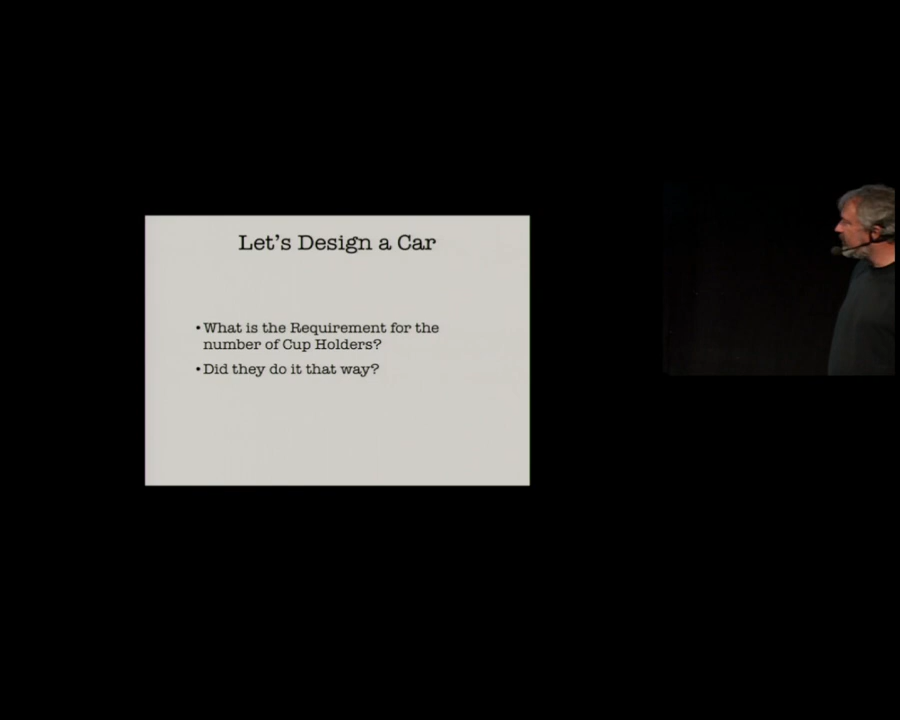 Let's Design a Car
• What is the Requirement for the
number of Cup Holders?
• Did they do it that way?